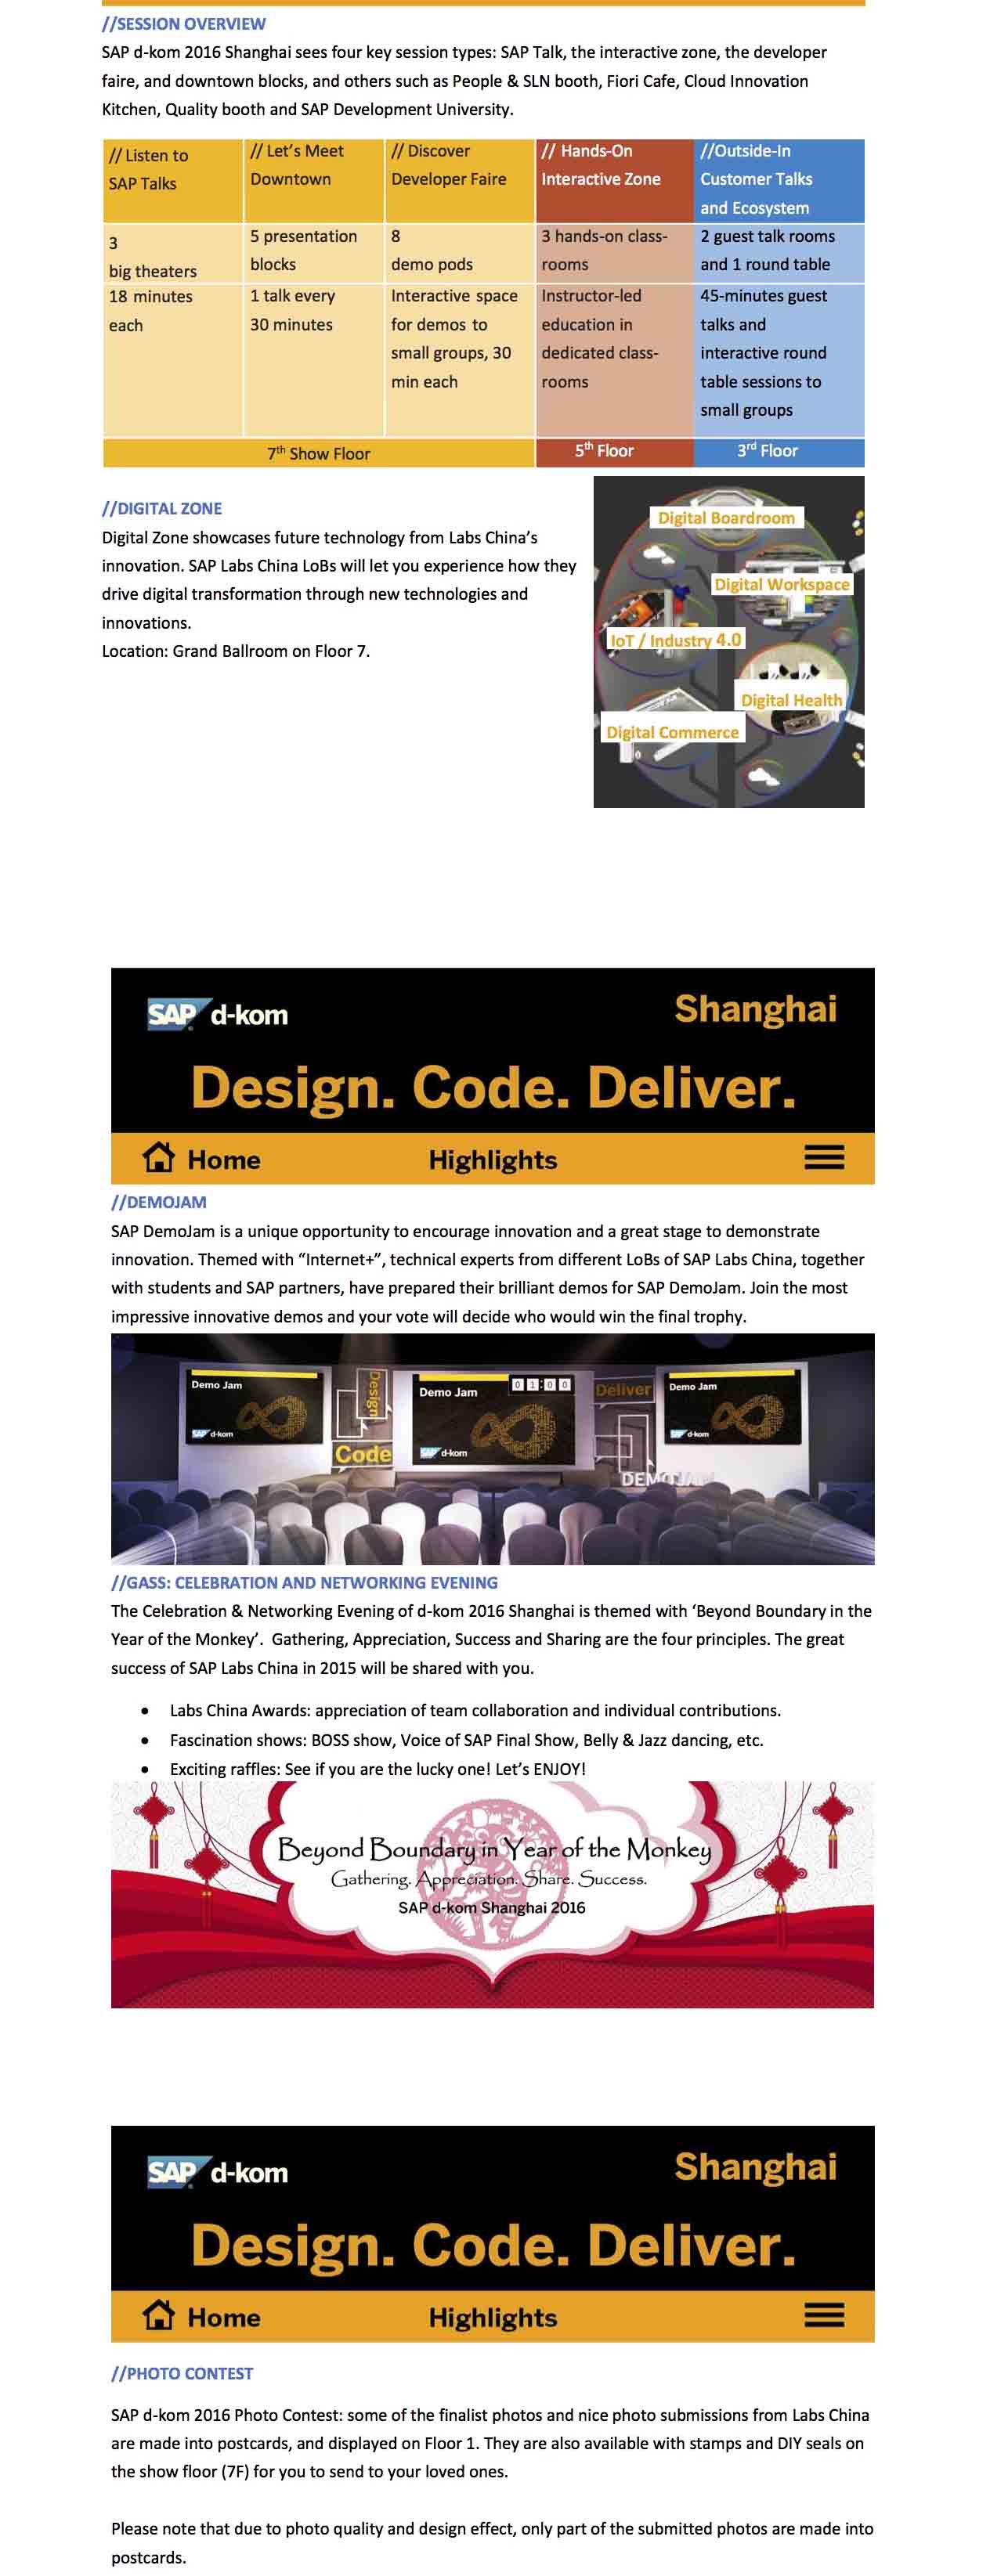 //SESSION OVERVIEW
SAP d-kom 2016 Shanghai sees four key session types: SAP Talk, the interactive zone, the developer
faire, and downtown blocks, and others such as People & SLN booth, Fiori Cafe, Cloud Innovation
Kitchen, Quality booth and SAP Development University.
// Listen to
SAP Talks
// Let's Meet
Downtown
// Discover
Developer Faire
// Hands-On
Interactive Zone
//Outside-In
Customer Talks
and Ecosystem
3
big theaters
5 presentation
blocks
8
demo pods
3 hands-on class-
rooms
2 guest talk rooms
and 1 round table
18 minutes
each
1 talk every
30 minutes
Interactive space
for demos to
small groups, 30
min each
Instructor-led
education in
dedicated class-
rooms
45-minutes guest
talks and
interactive round
table sessions to
small groups
7th Show Floor
5th Floor
3rd Floor
//DIGITAL ZONE
Digital Zone showcases future technology from Labs China's
innovation. SAP Labs China LoBs will let you experience how they
drive digital transformation through new technologies and
innovations.
Location: Grand Ballroom on Floor 7.
Digital Boardroom
Digital Workspace
IoT / Industry 4.0
Digital Health
Digital Commerce
SAP d-kom
Shanghai
Design. Code. Deliver.
Home
Highlights
//DEMOJAM
SAP DemoJam is a unique opportunity to encourage innovation and a great stage to demonstrate
innovation. Themed with “Internet+”, technical experts from different LoBs of SAP Labs China, together
with students and SAP partners, have prepared their brilliant demos for SAP DemoJam. Join the most
impressive innovative demos and your vote will decide who would win the final trophy.
Demo Jam
SAP d-kom
Design
Code
Demo Jam
01:00
SAP d-kom
Deliver
Demo Jam
SAP d-kom
DEMOJAM
//GASS: CELEBRATION AND NETWORKING EVENING
The Celebration & Networking Evening of d-kom 2016 Shanghai is themed with ‘Beyond Boundary in the
Year of the Monkey’. Gathering, Appreciation, Success and Sharing are the four principles. The great
success of SAP Labs China in 2015 will be shared with you.
• Labs China Awards: appreciation of team collaboration and individual contributions.
• Fascination shows: BOSS show, Voice of SAP Final Show, Belly & Jazz dancing, etc.
• Exciting raffles: See if you are the lucky one! Let's ENJOY!
Beyond Boundary in Year of the Monkey
Gathering. Appreciation. Share. Success.
SAP d-kom Shanghai 2016
SAP d-kom
Shanghai
Design. Code. Deliver.
Home
Highlights
//PHOTO CONTEST
SAP d-kom 2016 Photo Contest: some of the finalist photos and nice photo submissions from Labs China
are made into postcards, and displayed on Floor 1. They are also available with stamps and DIY seals on
the show floor (7F) for you to send to your loved ones.
Please note that due to photo quality and design effect, only part of the submitted photos are made into
postcards.